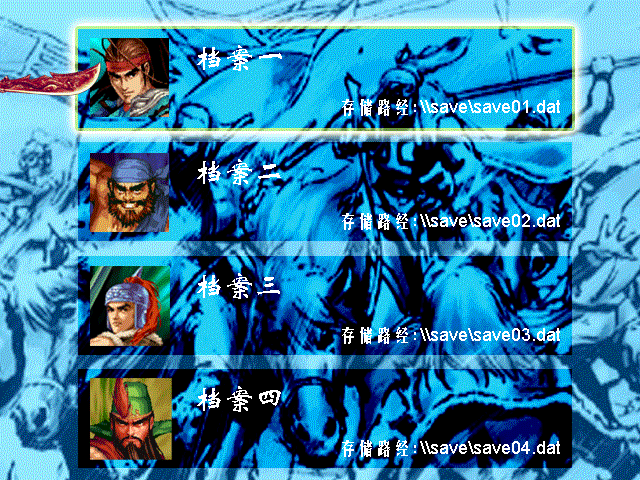 档案一
存储路经:\\save\save01.dat
档案二
存储路经:\\save\save02.dat
档案三
存储路经:\\save\save03.dat
档案四
存储路经:\\save\save04.dat